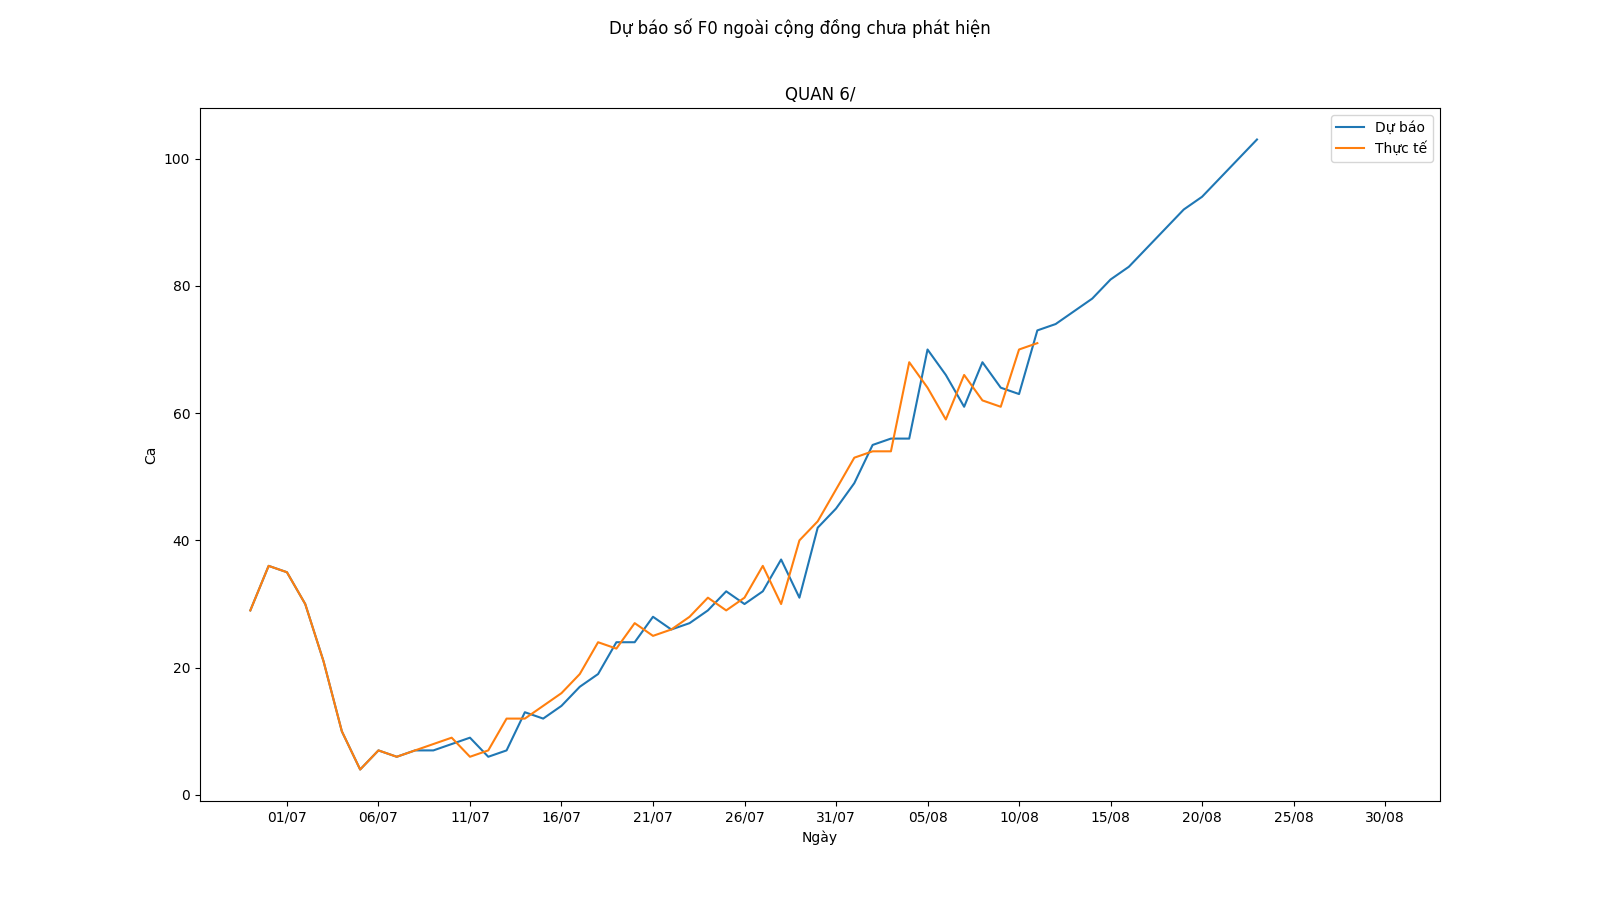 Dự báo số F0 ngoài cộng đồng chưa phát hiện
QUAN 6/
Dự báo
Thực tế
100
80
60
40
20
0
Ca
01/07 06/07 11/07 16/07 21/07 26/07 31/07 05/08 10/08 15/08 20/08 25/08 30/08
Ngày